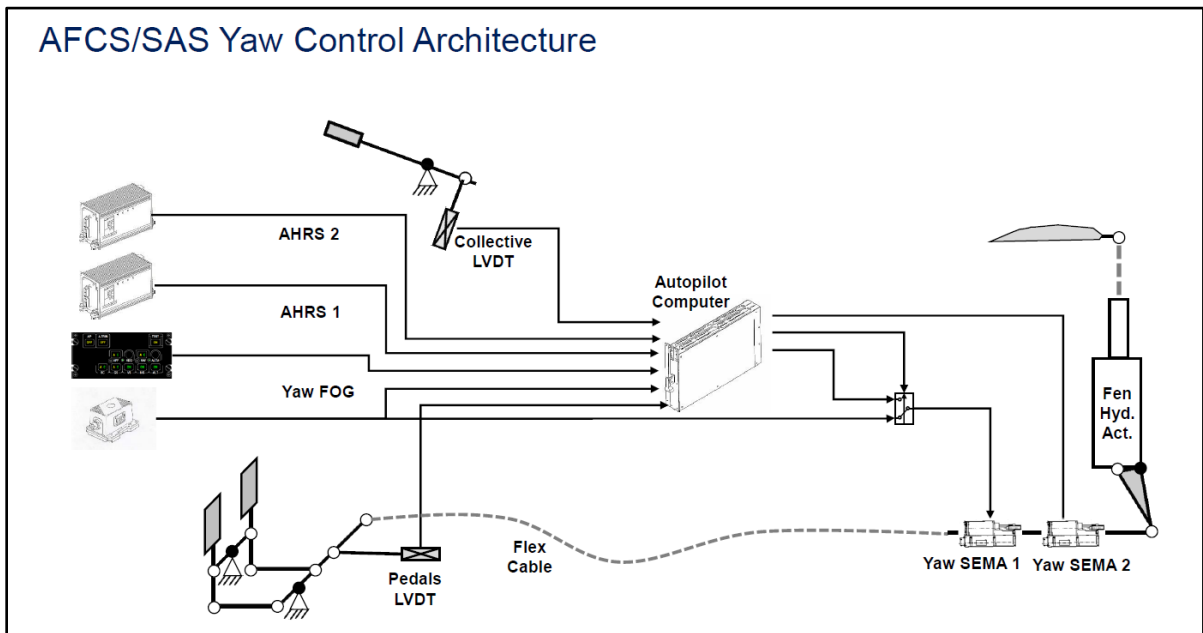 AFCS/SAS Yaw Control Architecture
AHRS 2
Collective
LVDT
AHRS 1
Autopilot
Computer
Yaw FOG
Fen
Hyd.
Act.
Flex
Cable
Pedals
LVDT
Yaw SEMA 1
Yaw SEMA 2